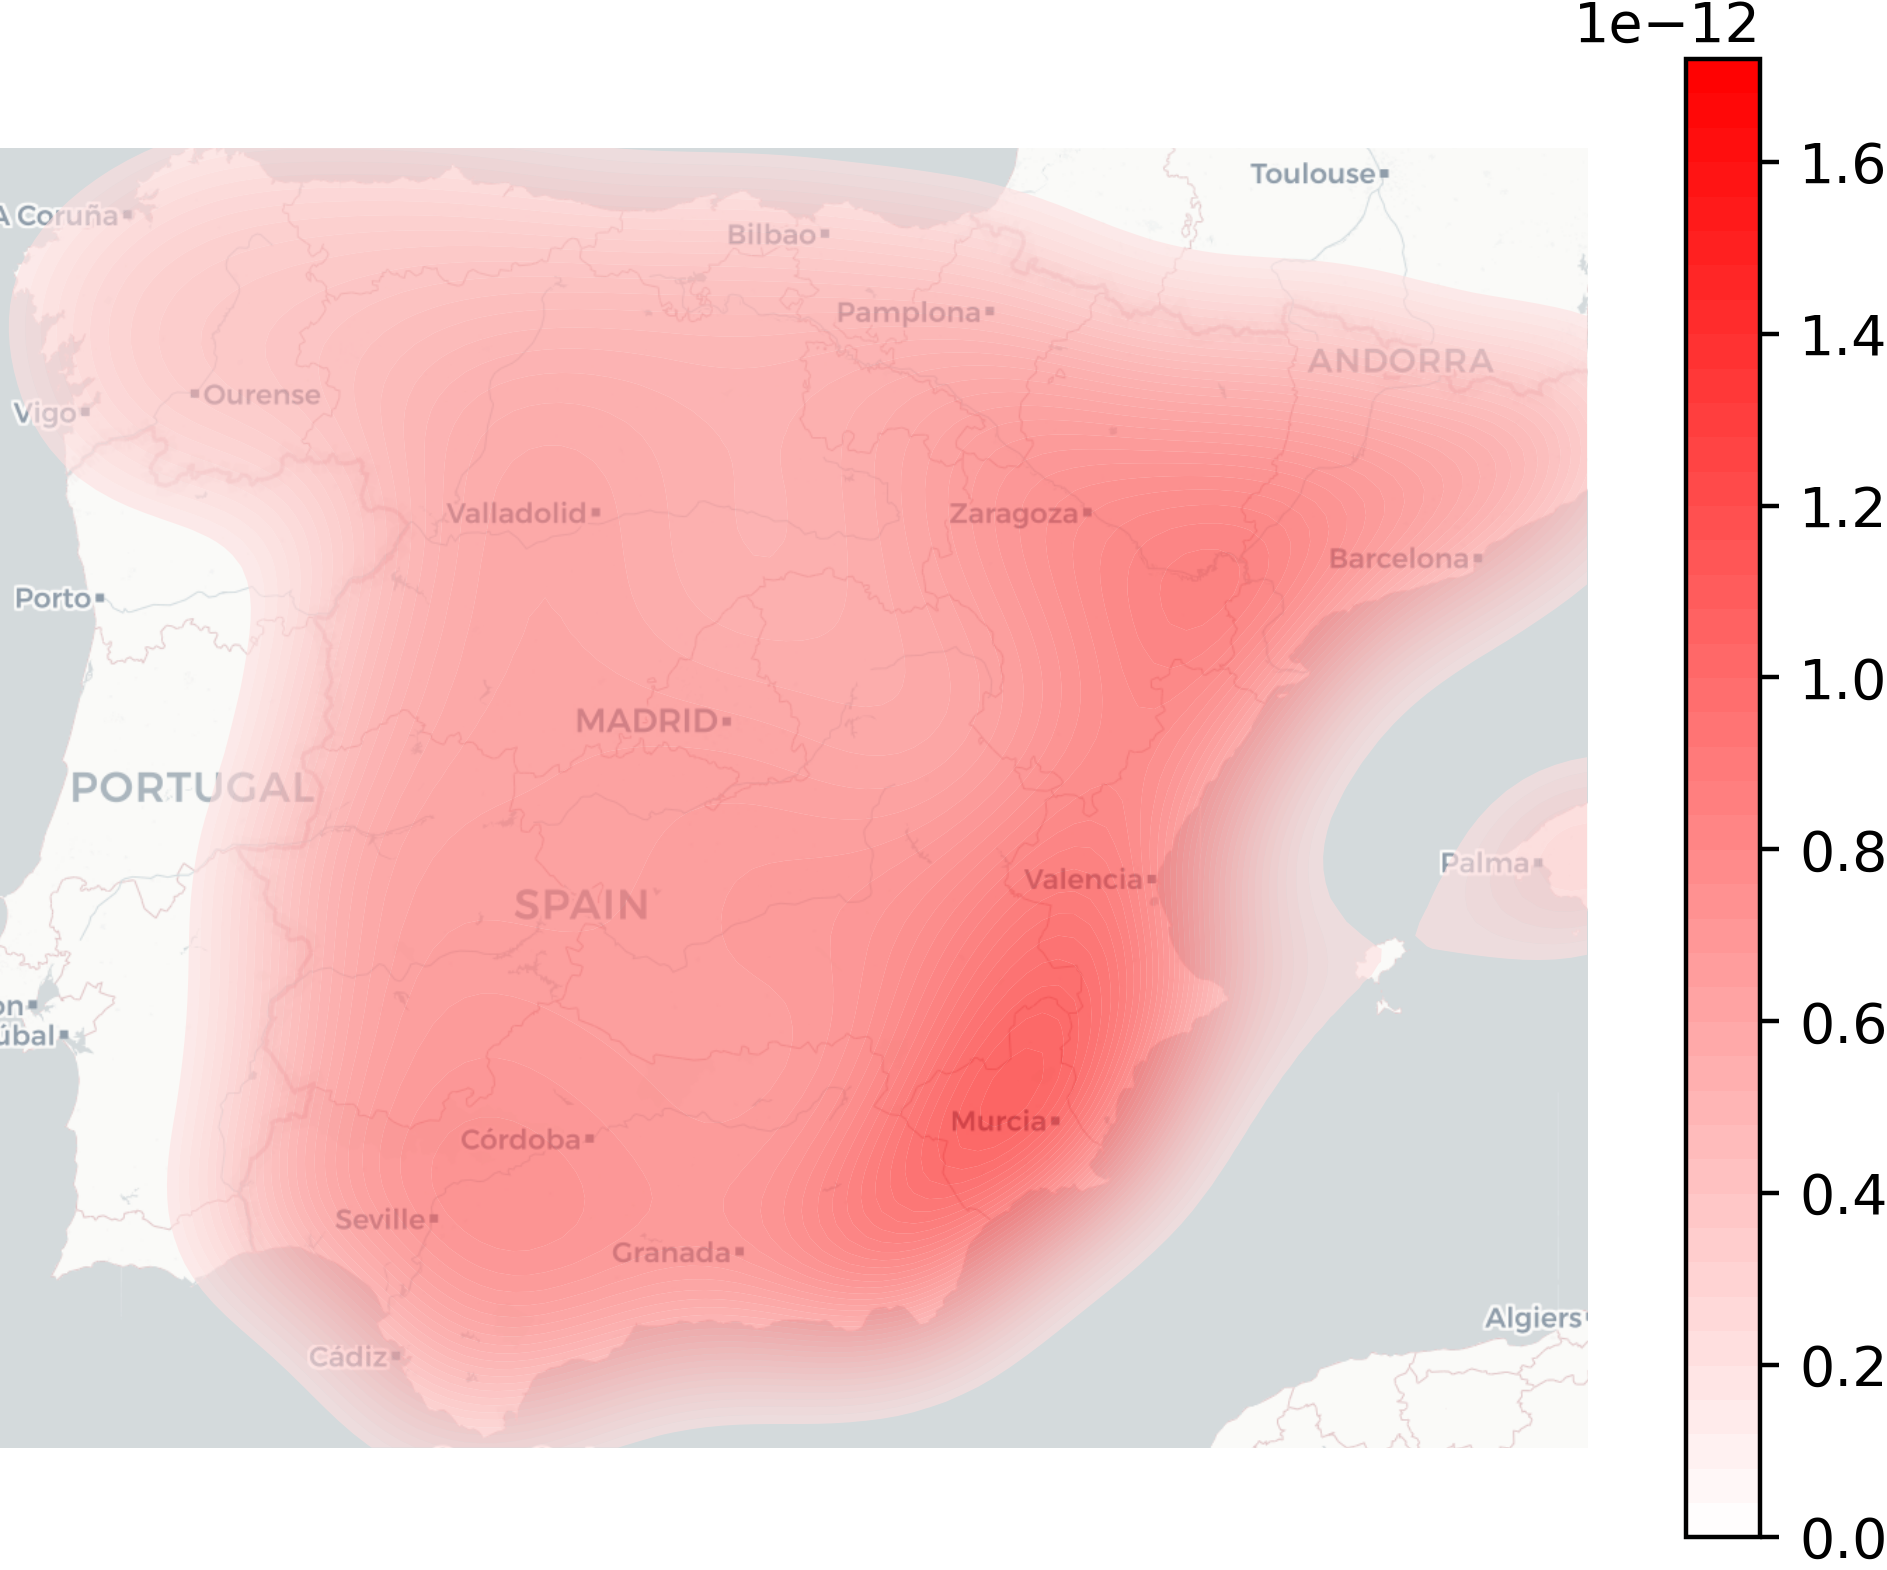 1e−12
Toulouse
A Coruña
Bilbao
Pamplona
ANDORRA
Ourense
Vigo
Valladolid
Zaragoza
Barcelona
Porto
MADRID
PORTUGAL
Palma
Valencia
SPAIN
on
úbal
Murcia
Córdoba
Seville
Granada
Algiers
Cádiz
1.6
1.4
1.2
1.0
0.8
0.6
0.4
0.2
0.0